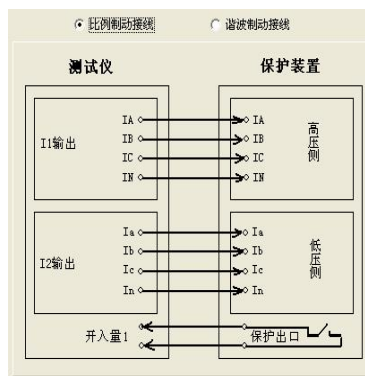 比例制动接线 谐波制动接线
测试仪 保护装置
I1输出
IA IA
IB IB
IC IC
IN IN
高压侧
I2输出
Ia Ia
Ib Ib
Ic Ic
In In
低压侧
开入量1
保护出口